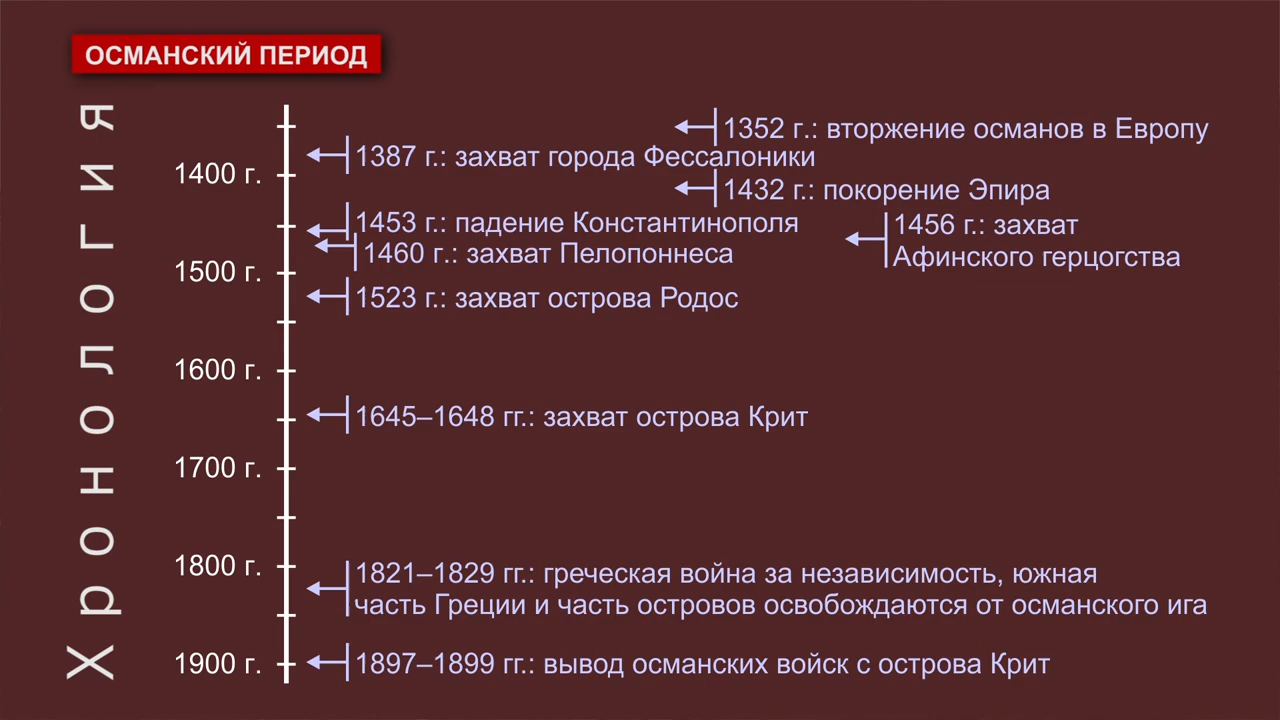 ОСМАНСКИЙ ПЕРИОД
Хронология
1352 г.: вторжение османов в Европу
1387 г.: захват города Фессалоники
1400 г.
1432 г.: покорение Эпира
1453 г.: падение Константинополя
1456 г.: захват
Афинского герцогства
1460 г.: захват Пелопоннеса
1500 г.
1523 г.: захват острова Родос
1600 г.
1645–1648 гг.: захват острова Крит
1700 г.
1800 г.
1821–1829 гг.: греческая война за независимость, южная
часть Греции и часть островов освобождаются от османского ига
1900 г.
1897–1899 гг.: вывод османских войск с острова Крит